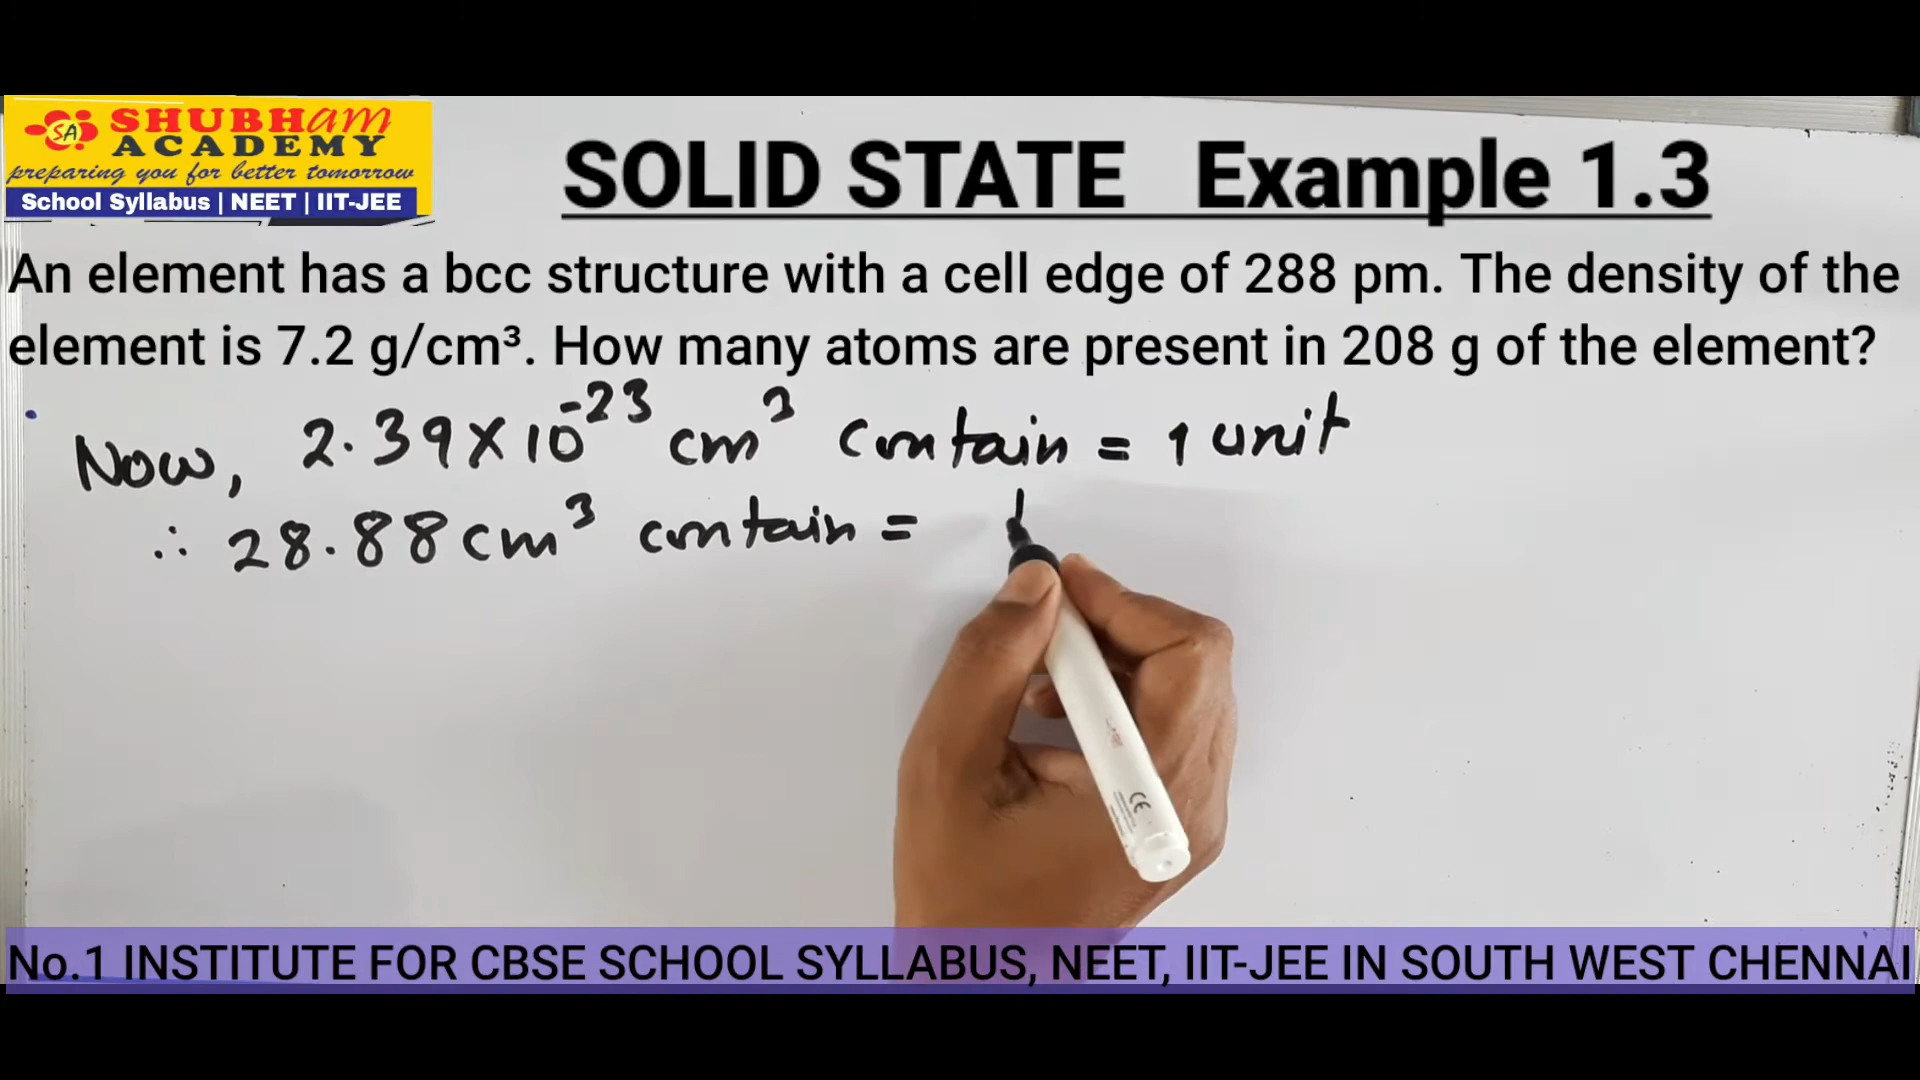 SHUBHAM
SA
ACADEMY
preparing you for better tomorrow
School Syllabus | NEET | IIT-JEE
SOLID STATE Example 1.3
An element has a bcc structure with a cell edge of 288 pm. The density of the
element is 7.2 g/cm³. How many atoms are present in 208 g of the element?
Now, 2.39×10⁻²³ cm³ contain = 1 unit
∴ 28.88 cm³ contain = 1
CE
No.1 INSTITUTE FOR CBSE SCHOOL SYLLABUS, NEET, IIT-JEE IN SOUTH WEST CHENNAI